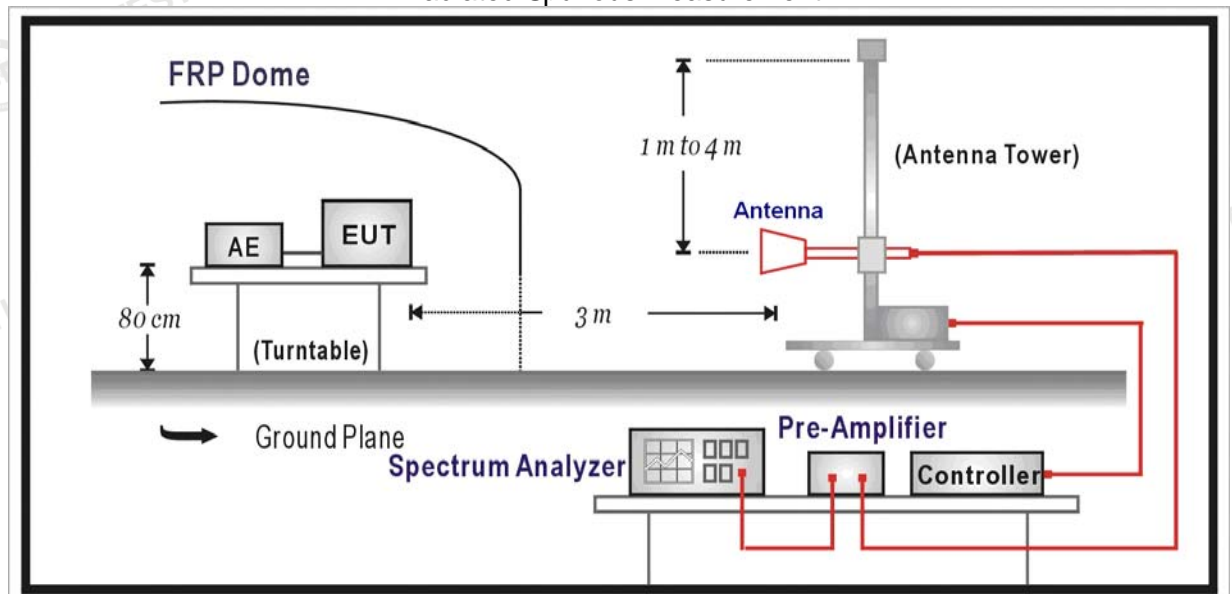 FRP Dome
1 m to 4 m
(Antenna Tower)
Antenna
AE
EUT
80 cm
3 m
(Turntable)
Ground Plane
Pre-Amplifier
Spectrum Analyzer
Controller